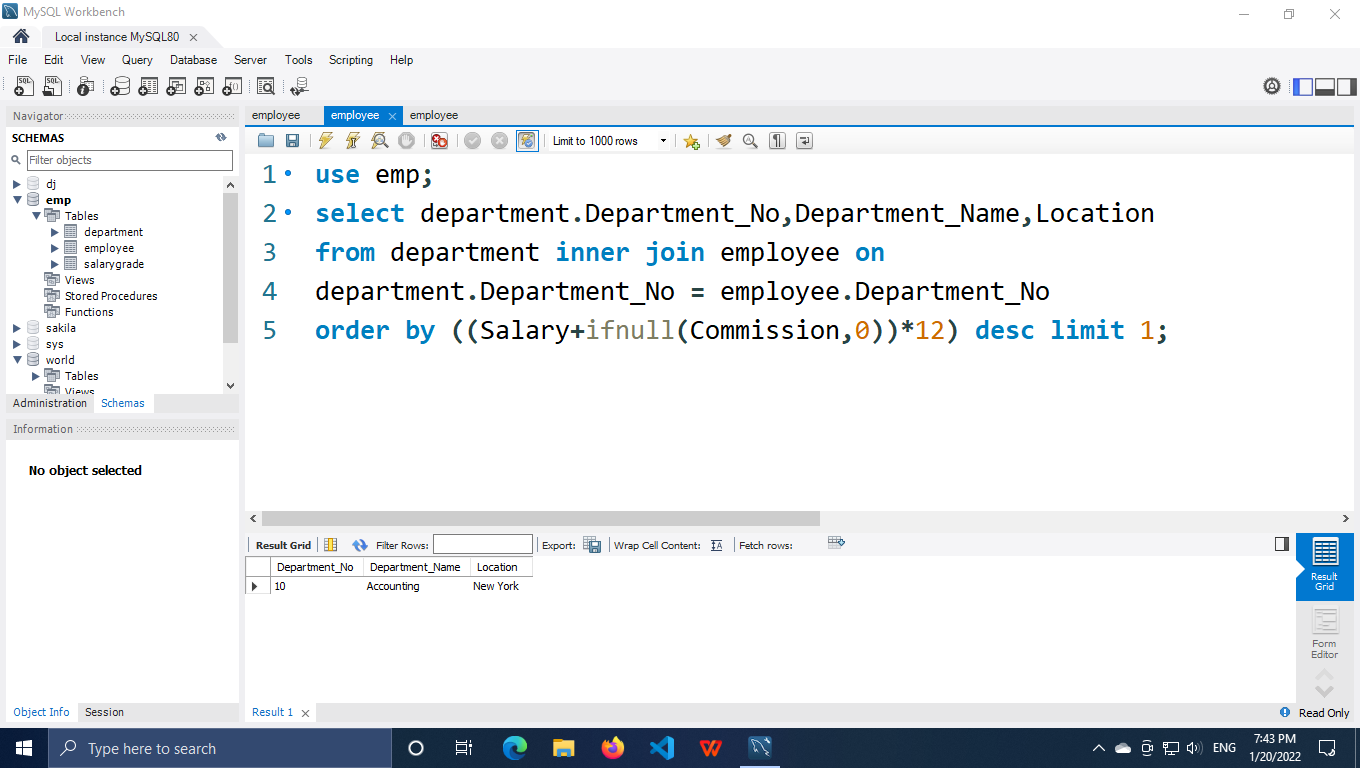 MySQL Workbench
Local instance MySQL80
File Edit View Query Database Server Tools Scripting Help
Navigator
SCHEMAS
Filter objects
dj
emp
Tables
department
employee
salarygrade
Views
Stored Procedures
Functions
sakila
sys
world
Tables
Views
Administration Schemas
Information
No object selected
Object Info Session
employee employee employee
Limit to 1000 rows
1 use emp;
2 select department.Department_No,Department_Name,Location
3 from department inner join employee on
4 department.Department_No = employee.Department_No
5 order by ((Salary+ifnull(Commission,0))*12) desc limit 1;
Result Grid Filter Rows: Export: Wrap Cell Content: Fetch rows:
Department_No Department_Name Location
10 Accounting New York
Result
Grid
Form
Editor
Result 1
Read Only
Type here to search
ENG
7:43 PM
1/20/2022